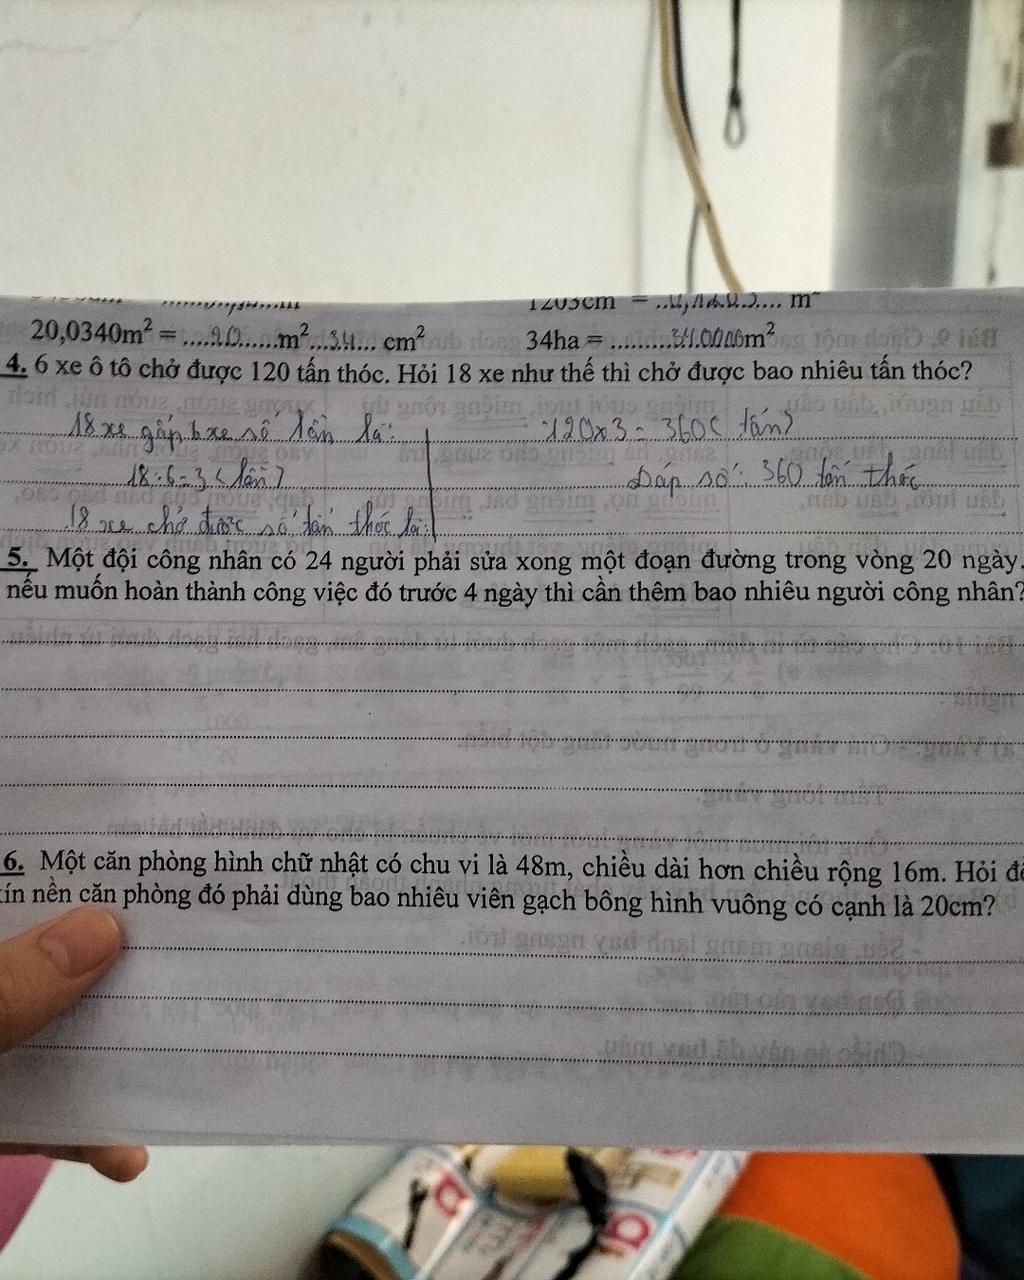 20,0340m² = ....20......m²...34... cm²
34ha = .........340000m²
4. 6 xe ô tô chở được 120 tấn thóc. Hỏi 18 xe như thế thì chở được bao nhiêu tấn thóc?
18 xe gấp 6 xe số lần là:
18:6=3(lần)
18 xe chở được số tấn thóc là:
120x3=360(tấn)
Đáp số: 360 tấn thóc
5. Một đội công nhân có 24 người phải sửa xong một đoạn đường trong vòng 20 ngày.
nếu muốn hoàn thành công việc đó trước 4 ngày thì cần thêm bao nhiêu người công nhân?
6. Một căn phòng hình chữ nhật có chu vi là 48m, chiều dài hơn chiều rộng 16m. Hỏi
nền căn phòng đó phải dùng bao nhiêu viên gạch bông hình vuông có cạnh là 20cm?